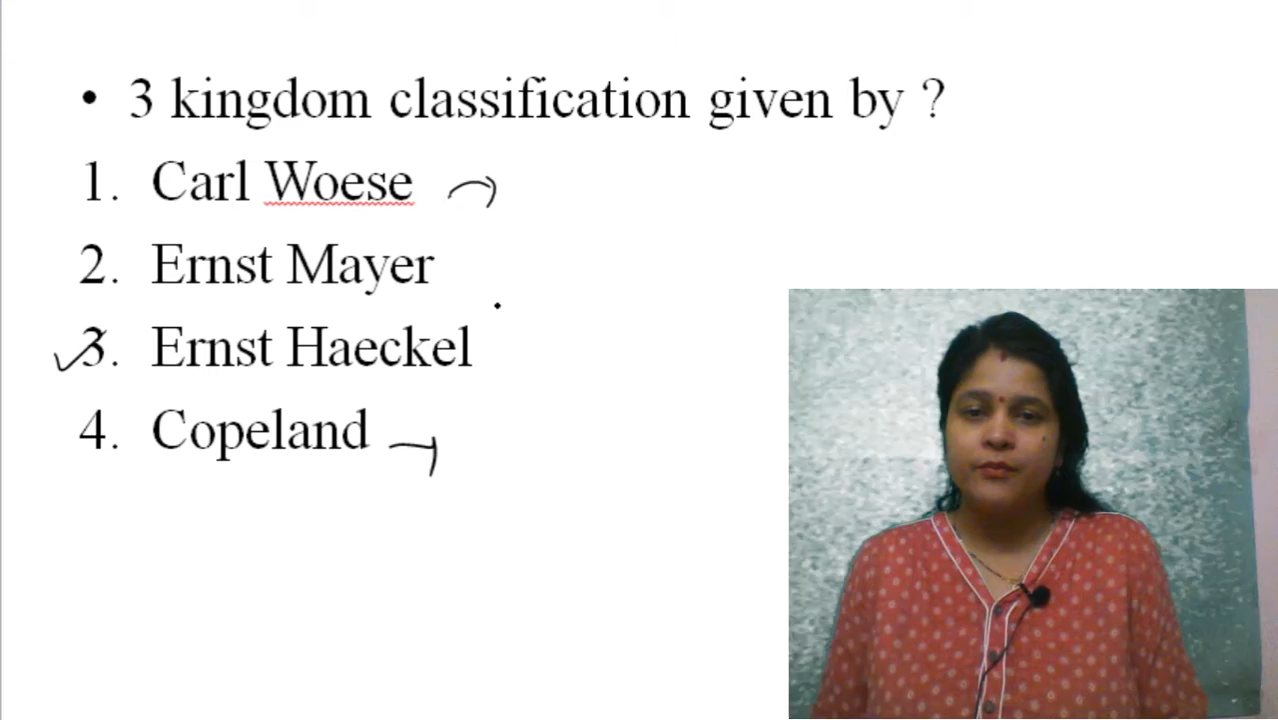 • 3 kingdom classification given by ?
1. Carl Woese
2. Ernst Mayer
3. Ernst Haeckel
4. Copeland